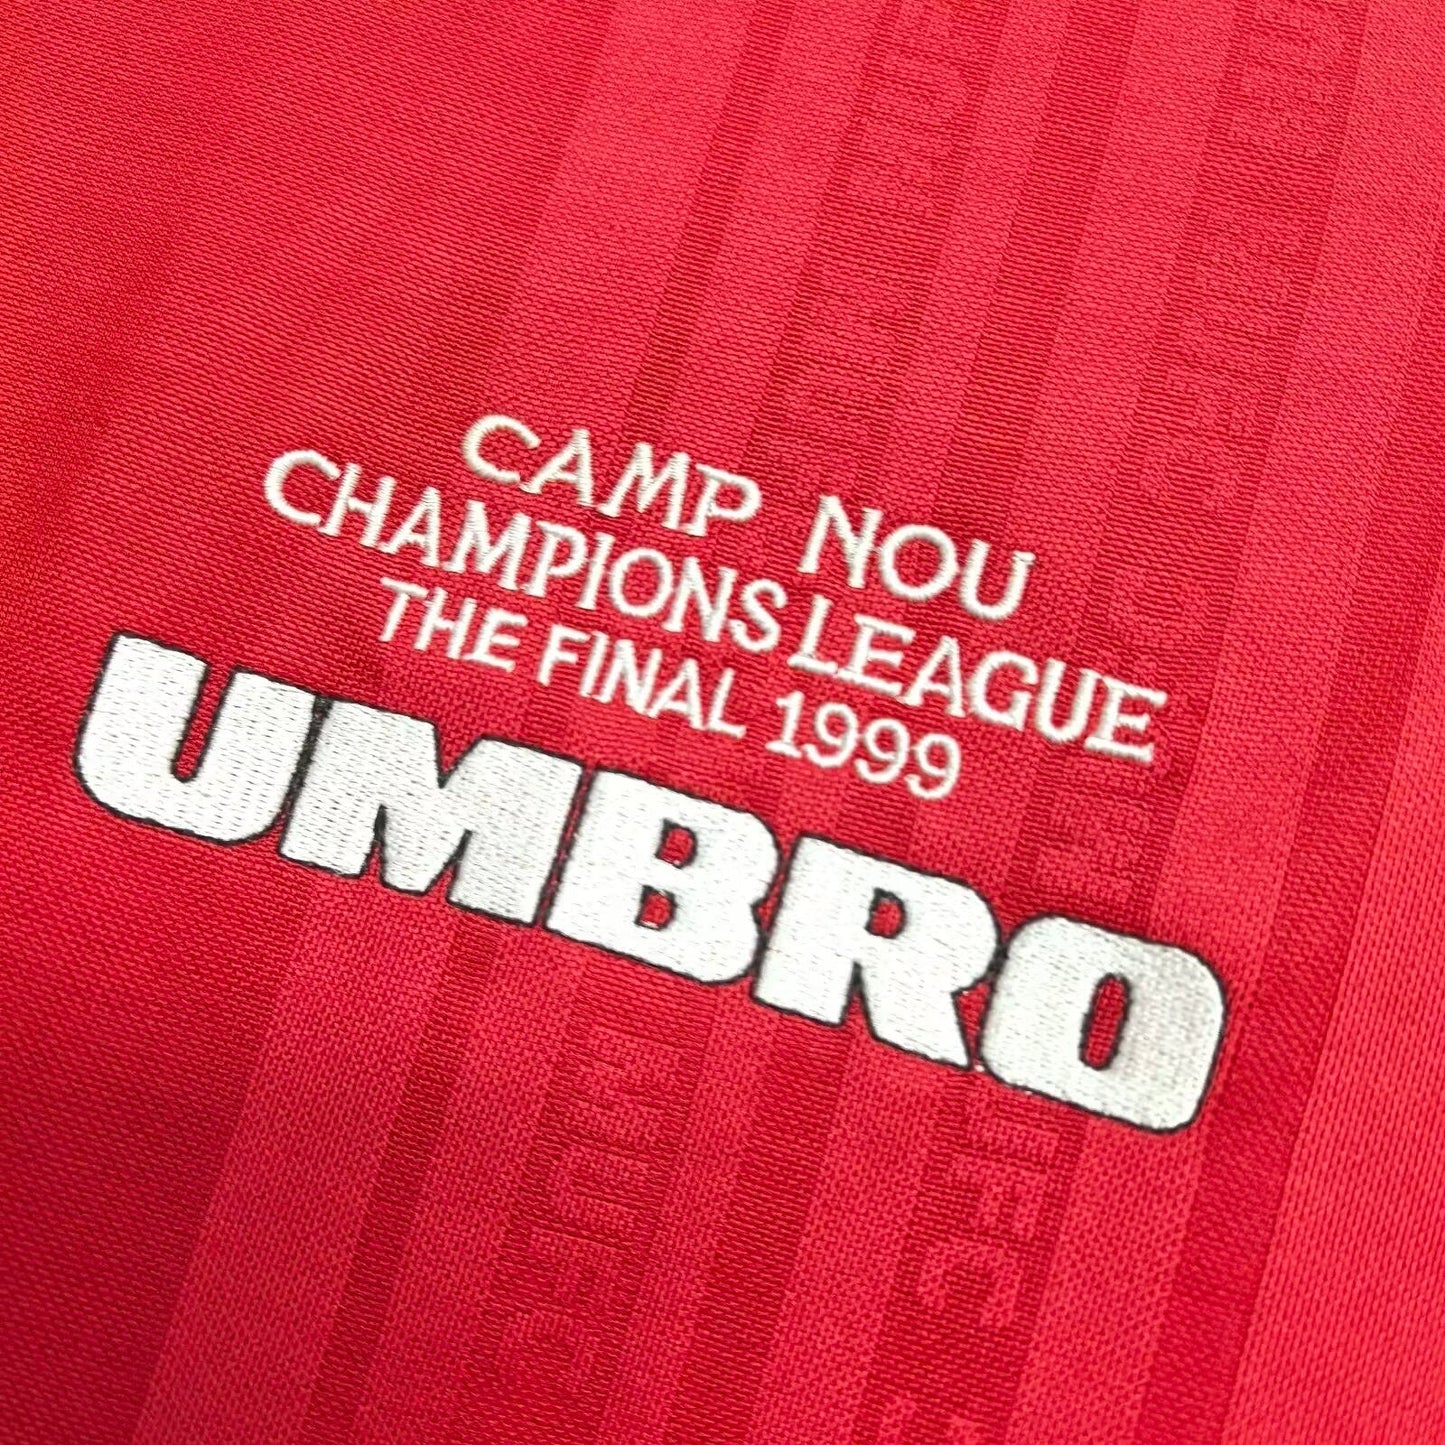 CAMP NOU
CHAMPIONS LEAGUE
THE FINAL 1999
UMBRO